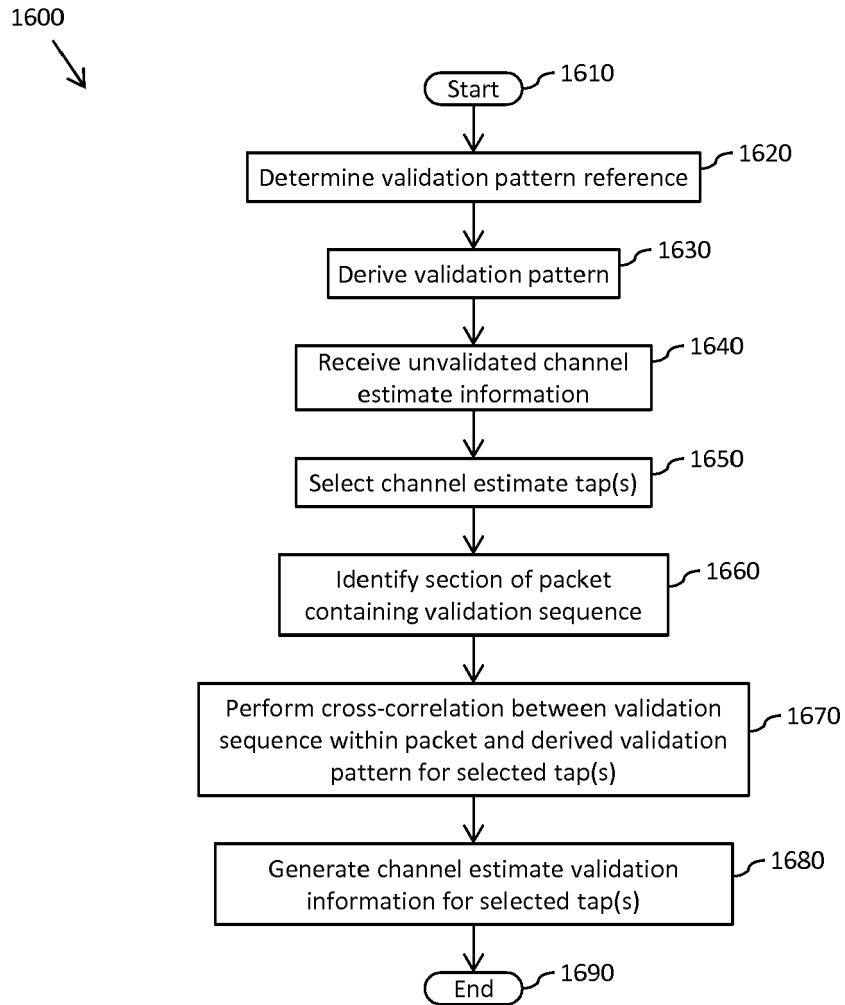 1600
Start
1610
Determine validation pattern reference
1620
Derive validation pattern
1630
Receive unvalidated channel
estimate information
1640
Select channel estimate tap(s)
1650
Identify section of packet
containing validation sequence
1660
Perform cross-correlation between validation
sequence within packet and derived validation
pattern for selected tap(s)
1670
Generate channel estimate validation
information for selected tap(s)
1680
End
1690